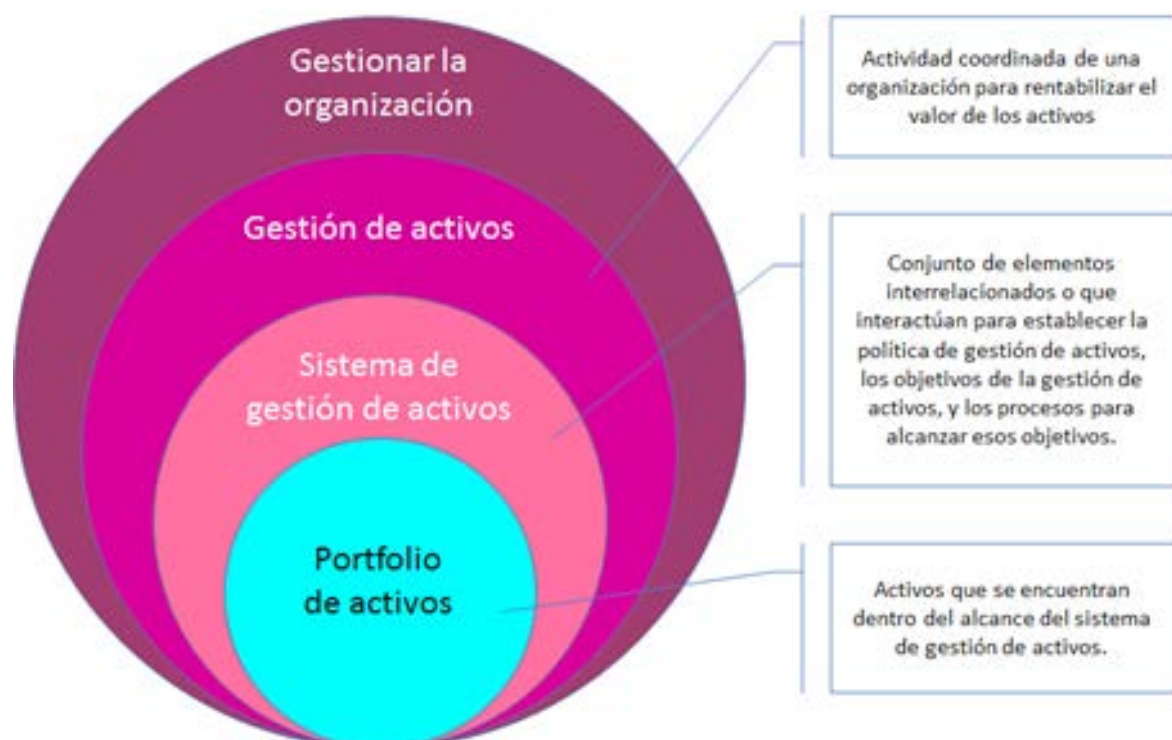 Gestionar la
organización
Gestión de activos
Sistema de
gestión de activos
Portfolio
de activos
Actividad coordinada de una
organización para rentabilizar el
valor de los activos
Conjunto de elementos
interrelacionados o que
interactúan para establecer la
política de gestión de activos,
los objetivos de la gestión de
activos, y los procesos para
alcanzar esos objetivos.
Activos que se encuentran
dentro del alcance del sistema
de gestión de activos.